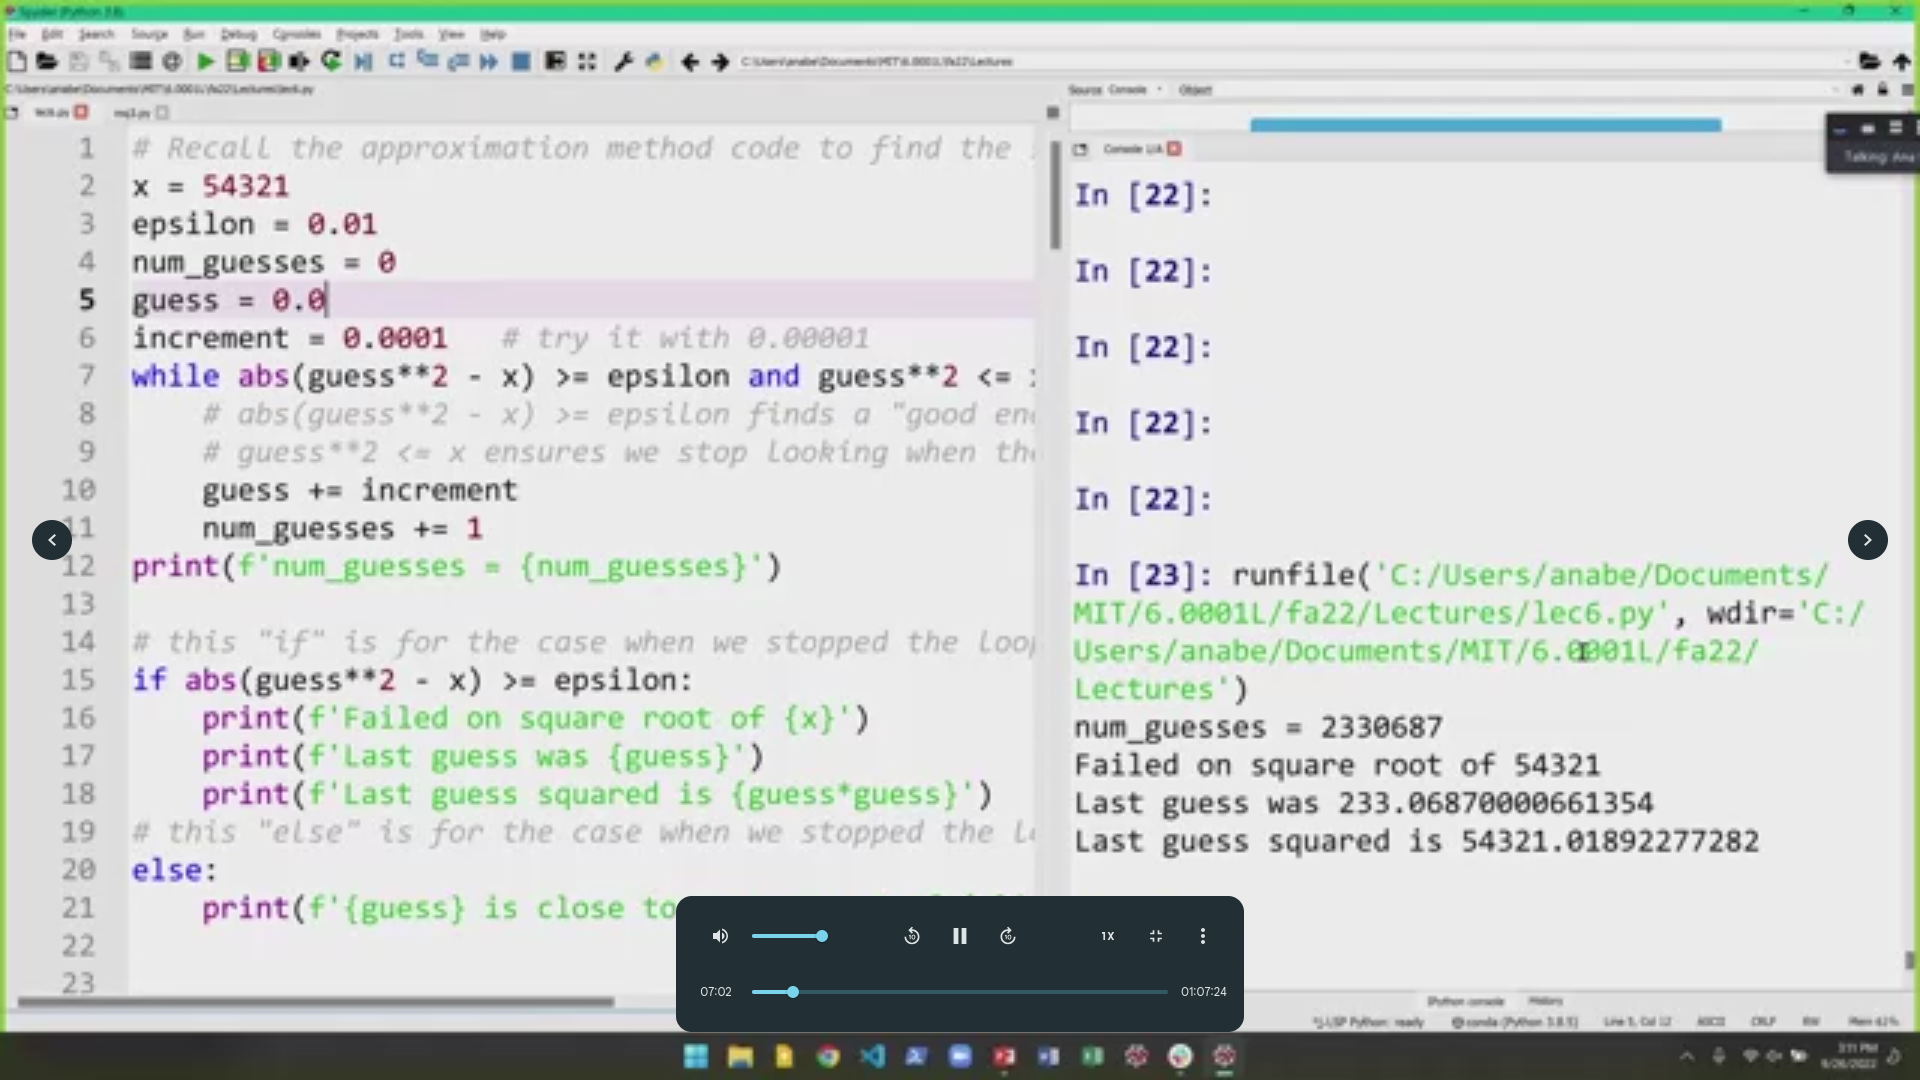 Spyder (Python 3.8)
File Edit Search Source Run Debug Consoles Projects Tools View Help
C:\Users\anabe\Documents\MIT\6.0001L\fa22\Lectures
C:\Users\anabe\Documents\MIT\6.0001L\fa22\Lectures\lec6.py
Source Console Object
lec6.py
Console 1/A
Talking: Ana
1 # Recall the approximation method code to find the
2 x = 54321
3 epsilon = 0.01
4 num_guesses = 0
5 guess = 0.0
6 increment = 0.0001 # try it with 0.00001
7 while abs(guess**2 - x) >= epsilon and guess**2 <=
8 # abs(guess**2 - x) >= epsilon finds a "good en
9 # guess**2 <= x ensures we stop looking when th
10 guess += increment
11 num_guesses += 1
12 print(f'num_guesses = {num_guesses}')
13
14 # this "if" is for the case when we stopped the loo
15 if abs(guess**2 - x) >= epsilon:
16 print(f'Failed on square root of {x}')
17 print(f'Last guess was {guess}')
18 print(f'Last guess squared is {guess*guess}')
19 # this "else" is for the case when we stopped the l
20 else:
21 print(f'{guess} is close to
22
23
In [22]:
In [22]:
In [22]:
In [22]:
In [22]:
In [23]: runfile('C:/Users/anabe/Documents/
MIT/6.0001L/fa22/Lectures/lec6.py', wdir='C:/
Users/anabe/Documents/MIT/6.0001L/fa22/
Lectures')
num_guesses = 2330687
Failed on square root of 54321
Last guess was 233.06870000661354
Last guess squared is 54321.01892277282
1X
07:02
01:07:24
IPython console History
LSP Python: ready conda (Python 3.8.5) Line 5, Col 12 ASCII CRLF RW Mem 62%
3:11 PM
9/26/2022